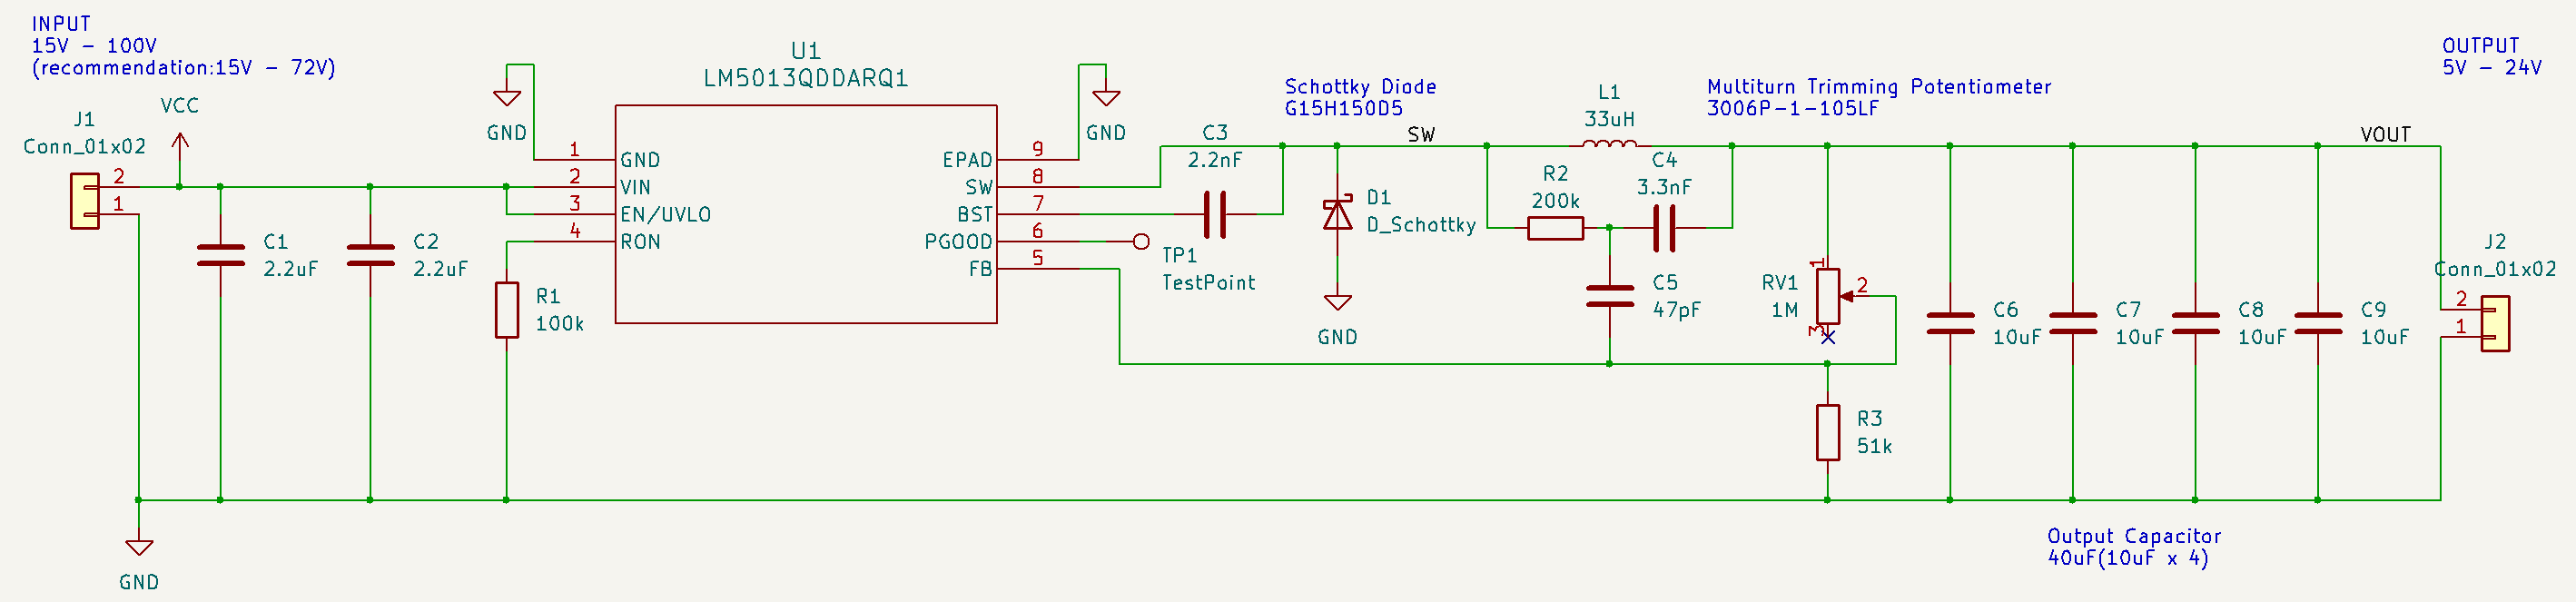 INPUT
15V - 100V
(recommendation:15V - 72V)
VCC
J1
Conn_01x02
2
1
GND
C1
2.2uF
C2
2.2uF
GND
R1
100k
U1
LM5013QDDARQ1
1
GND
2
VIN
3
EN/UVLO
4
RON
EPAD
9
SW
8
BST
7
PGOOD
6
FB
5
GND
C3
2.2nF
TP1
TestPoint
Schottky Diode
G15H150D5
SW
D1
D_Schottky
GND
L1
33uH
R2
200k
C4
3.3nF
C5
47pF
Multiturn Trimming Potentiometer
3006P-1-105LF
RV1
1M
1
2
3
R3
51k
C6
10uF
C7
10uF
C8
10uF
C9
10uF
Output Capacitor
40uF(10uF x 4)
OUTPUT
5V - 24V
VOUT
J2
Conn_01x02
2
1